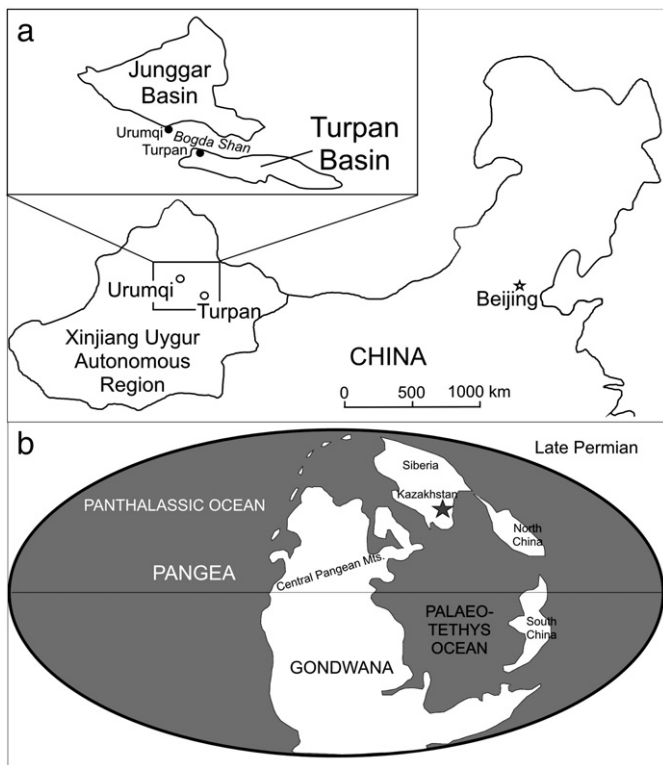 a
Junggar
Basin
Urumqi
Bogda Shan
Turpan
Turpan
Basin
Urumqi
Turpan
Beijing
Xinjiang Uygur
Autonomous
Region
CHINA
0 500 1000 km
b
Late Permian
Siberia
PANTHALASSIC OCEAN
Kazakhstan
North
China
Central Pangean Mts.
PANGEA
PALAEO-
TETHYS
OCEAN
South
China
GONDWANA